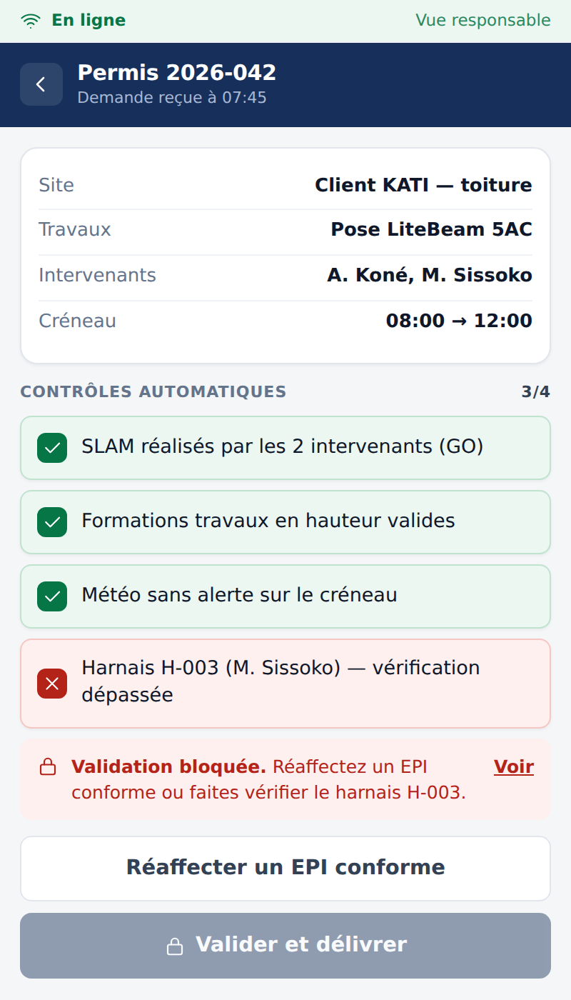 En ligne
Vue responsable
Permis 2026-042
Demande reçue à 07:45
Site
Client KATI — toiture
Travaux
Pose LiteBeam 5AC
Intervenants
A. Koné, M. Sissoko
Créneau
08:00 → 12:00
CONTRÔLES AUTOMATIQUES
3/4
SLAM réalisés par les 2 intervenants (GO)
Formations travaux en hauteur valides
Météo sans alerte sur le créneau
Harnais H-003 (M. Sissoko) — vérification
dépassée
Validation bloquée. Réaffectez un EPI
conforme ou faites vérifier le harnais H-003.
Voir
Réaffecter un EPI conforme
Valider et délivrer